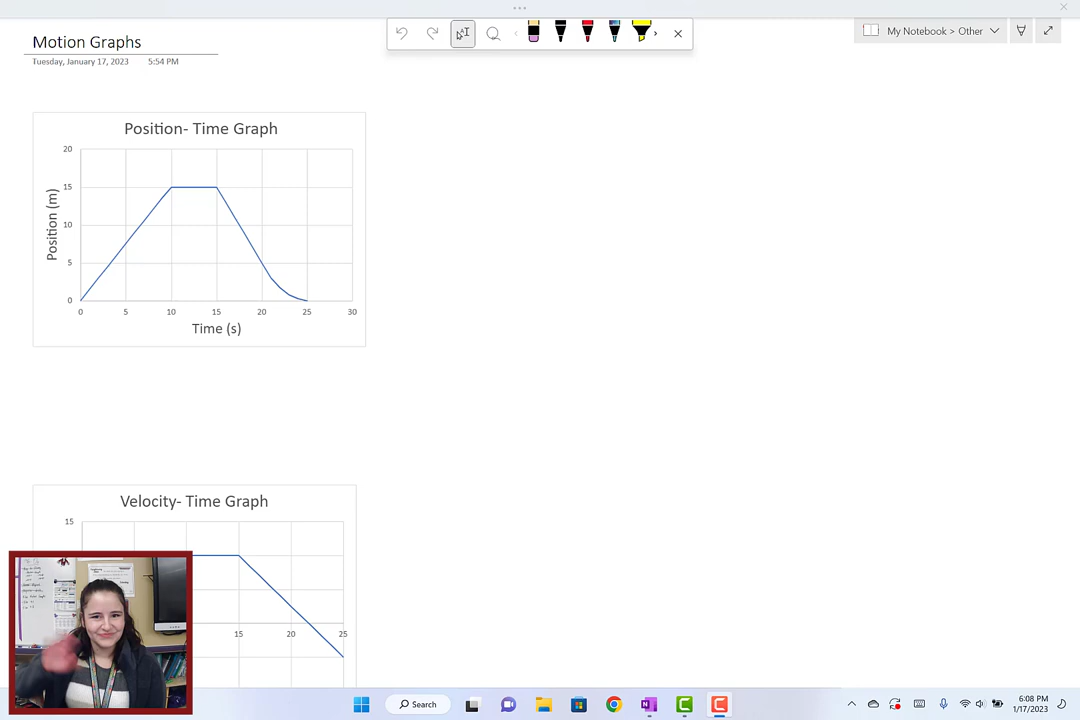 Motion Graphs
Tuesday, January 17, 2023 5:54 PM
My Notebook > Other
Position- Time Graph
20
15
10
5
0
Position (m)
0 5 10 15 20 25 30
Time (s)
Velocity- Time Graph
15
15 20 25
Search
6:08 PM
1/17/2023